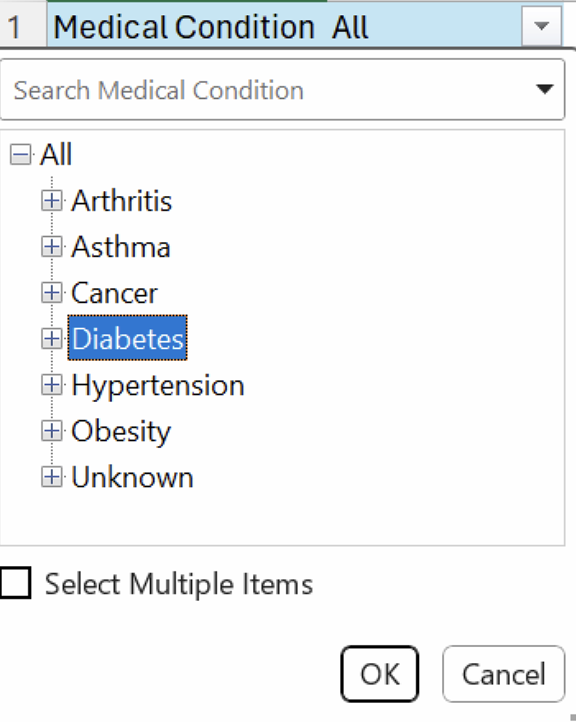 1 Medical Condition All
Search Medical Condition
All
Arthritis
Asthma
Cancer
Diabetes
Hypertension
Obesity
Unknown
Select Multiple Items
OK Cancel